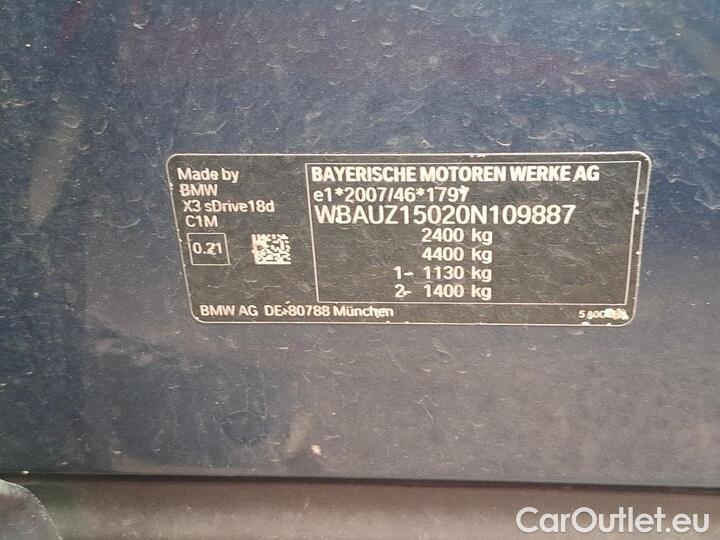 Made by
BMW
X3 sDrive18d
C1M
0.21
BAYERISCHE MOTOREN WERKE AG
e1*2007/46*1797
WBAUZ15020N109887
2400 kg
4400 kg
1- 1130 kg
2- 1400 kg
BMW AG DE-80788 München
CarOutlet.eu